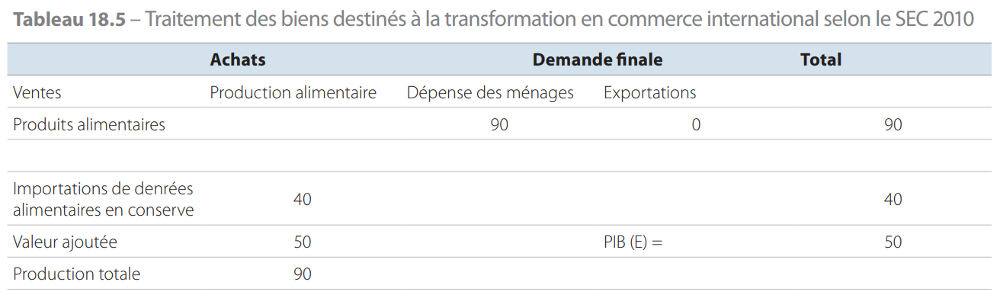 Tableau 18.5 – Traitement des biens destinés à la transformation en commerce international selon le SEC 2010
Achats Demande finale Total
Ventes Production alimentaire Dépense des ménages Exportations
Produits alimentaires 90 0 90
Importations de denrées
alimentaires en conserve 40 40
Valeur ajoutée 50 PIB (E) = 50
Production totale 90